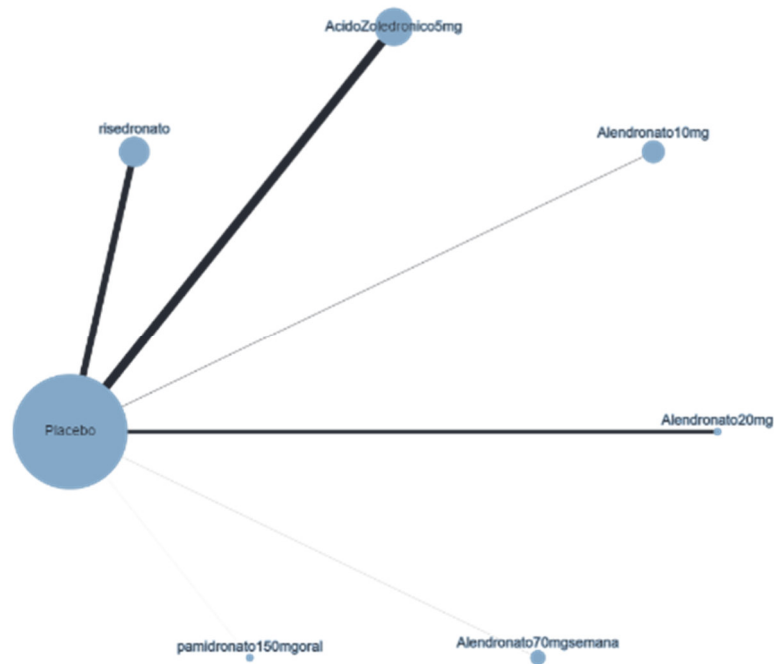 AcidoZoledronico5mg
risedronato
Alendronato10mg
Alendronato20mg
Placebo
Alendronato70mgsemana
pamidronato150mgoral